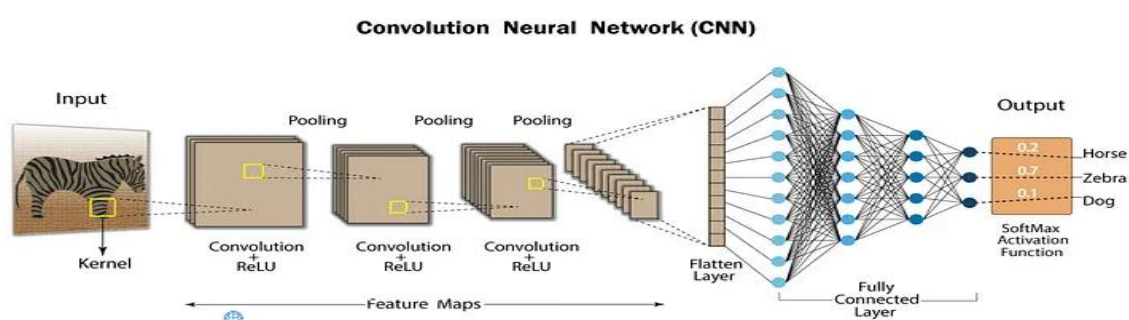 Convolution Neural Network (CNN)
Input
Kernel
Pooling
Pooling
Pooling
Convolution
+
ReLU
Convolution
+
ReLU
Convolution
+
ReLU
Feature Maps
Flatten
Layer
Fully
Connected
Layer
Output
0.2
0.7
0.1
Horse
Zebra
Dog
SoftMax
Activation
Function